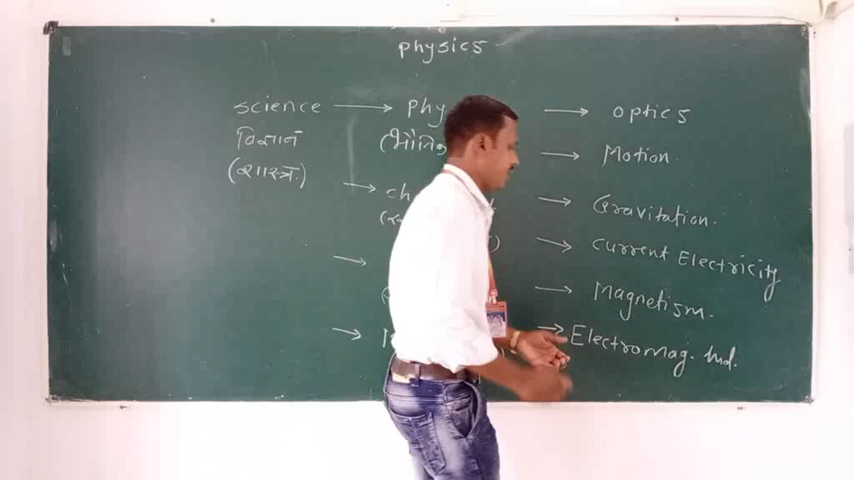 physics
science → phy → optics
विज्ञान (भौति → Motion
(शास्त्र) → ch → Gravitation.
→ Current Electricity
→ → Magnetism.
→ → Electromag. Ind.